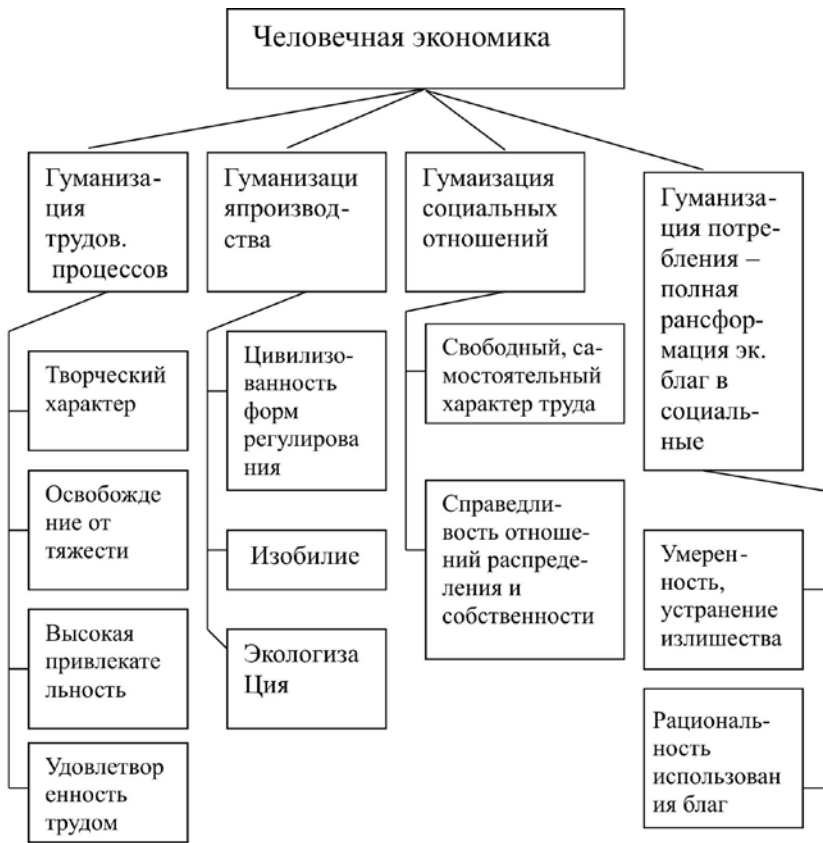 Человечная экономика
Гуманиза-
ция
трудов.
процессов
Гуманизаци
япроизвод-
ства
Гумаизация
социальных
отношений
Гуманиза-
ция потре-
бления –
полная
рансфор-
мация эк.
благ в
социаль-
ные
Творческий
характер
Освобожде
ние от
тяжести
Высокая
привлекате
льность
Удовлетвор
енность
трудом
Цивилизо-
ванность
форм
регулирова
ния
Изобилие
Экологиза
Ция
Свободный, са-
мостоятельный
характер труда
Справедли-
вость отноше-
ний распреде-
ления и
собственности
Умерен-
ность,
устранение
излишества
Рациональ-
ность
использован
ия благ